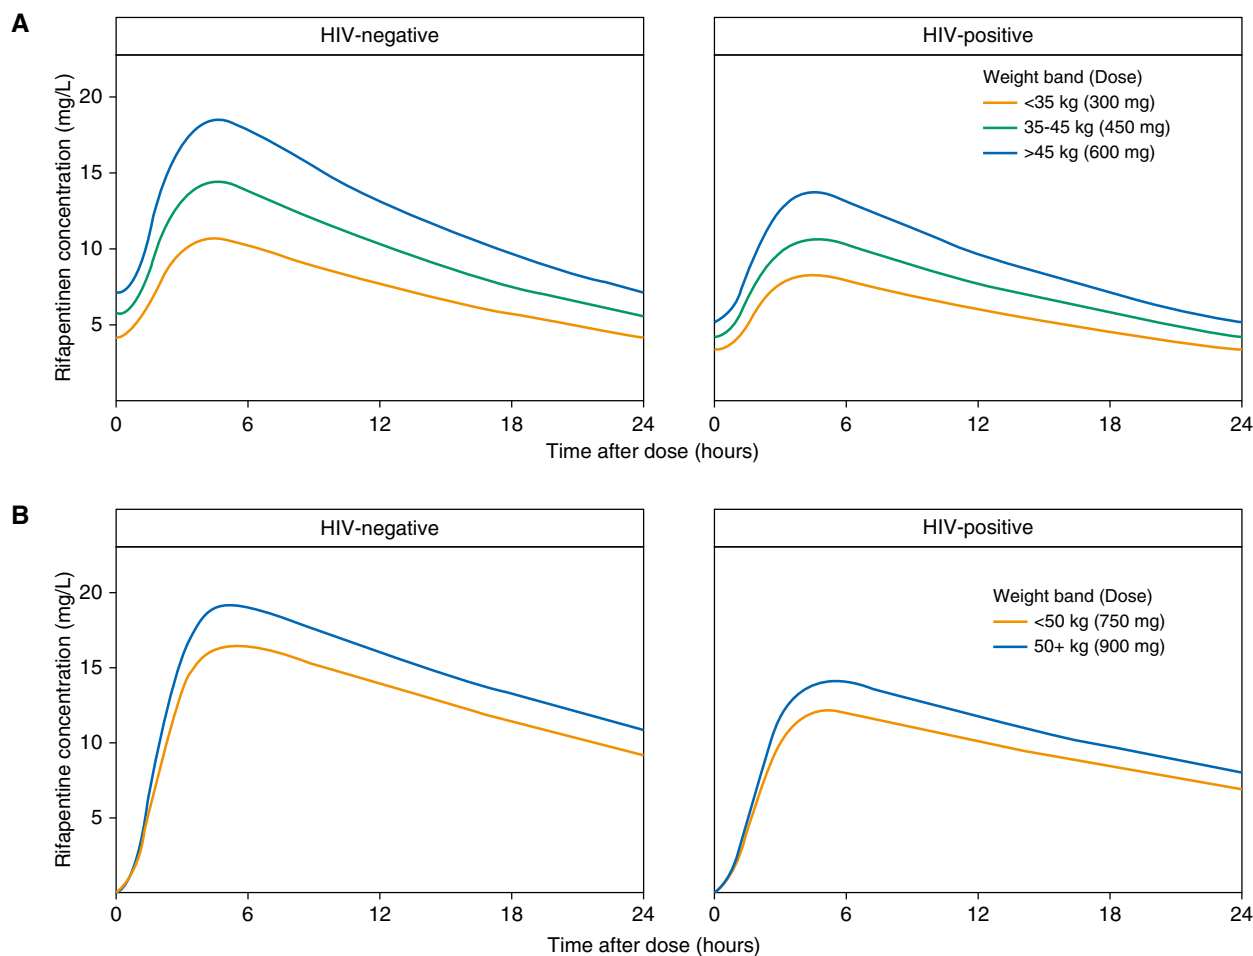 A
HIV-negative
HIV-positive
Rifapentinen concentration (mg/L)
20
15
10
5
Weight band (Dose)
<35 kg (300 mg)
35-45 kg (450 mg)
>45 kg (600 mg)
0 6 12 18 24
0 6 12 18 24
Time after dose (hours)
B
HIV-negative
HIV-positive
Rifapentine concentration (mg/L)
20
15
10
5
Weight band (Dose)
<50 kg (750 mg)
50+ kg (900 mg)
0 6 12 18 24
0 6 12 18 24
Time after dose (hours)